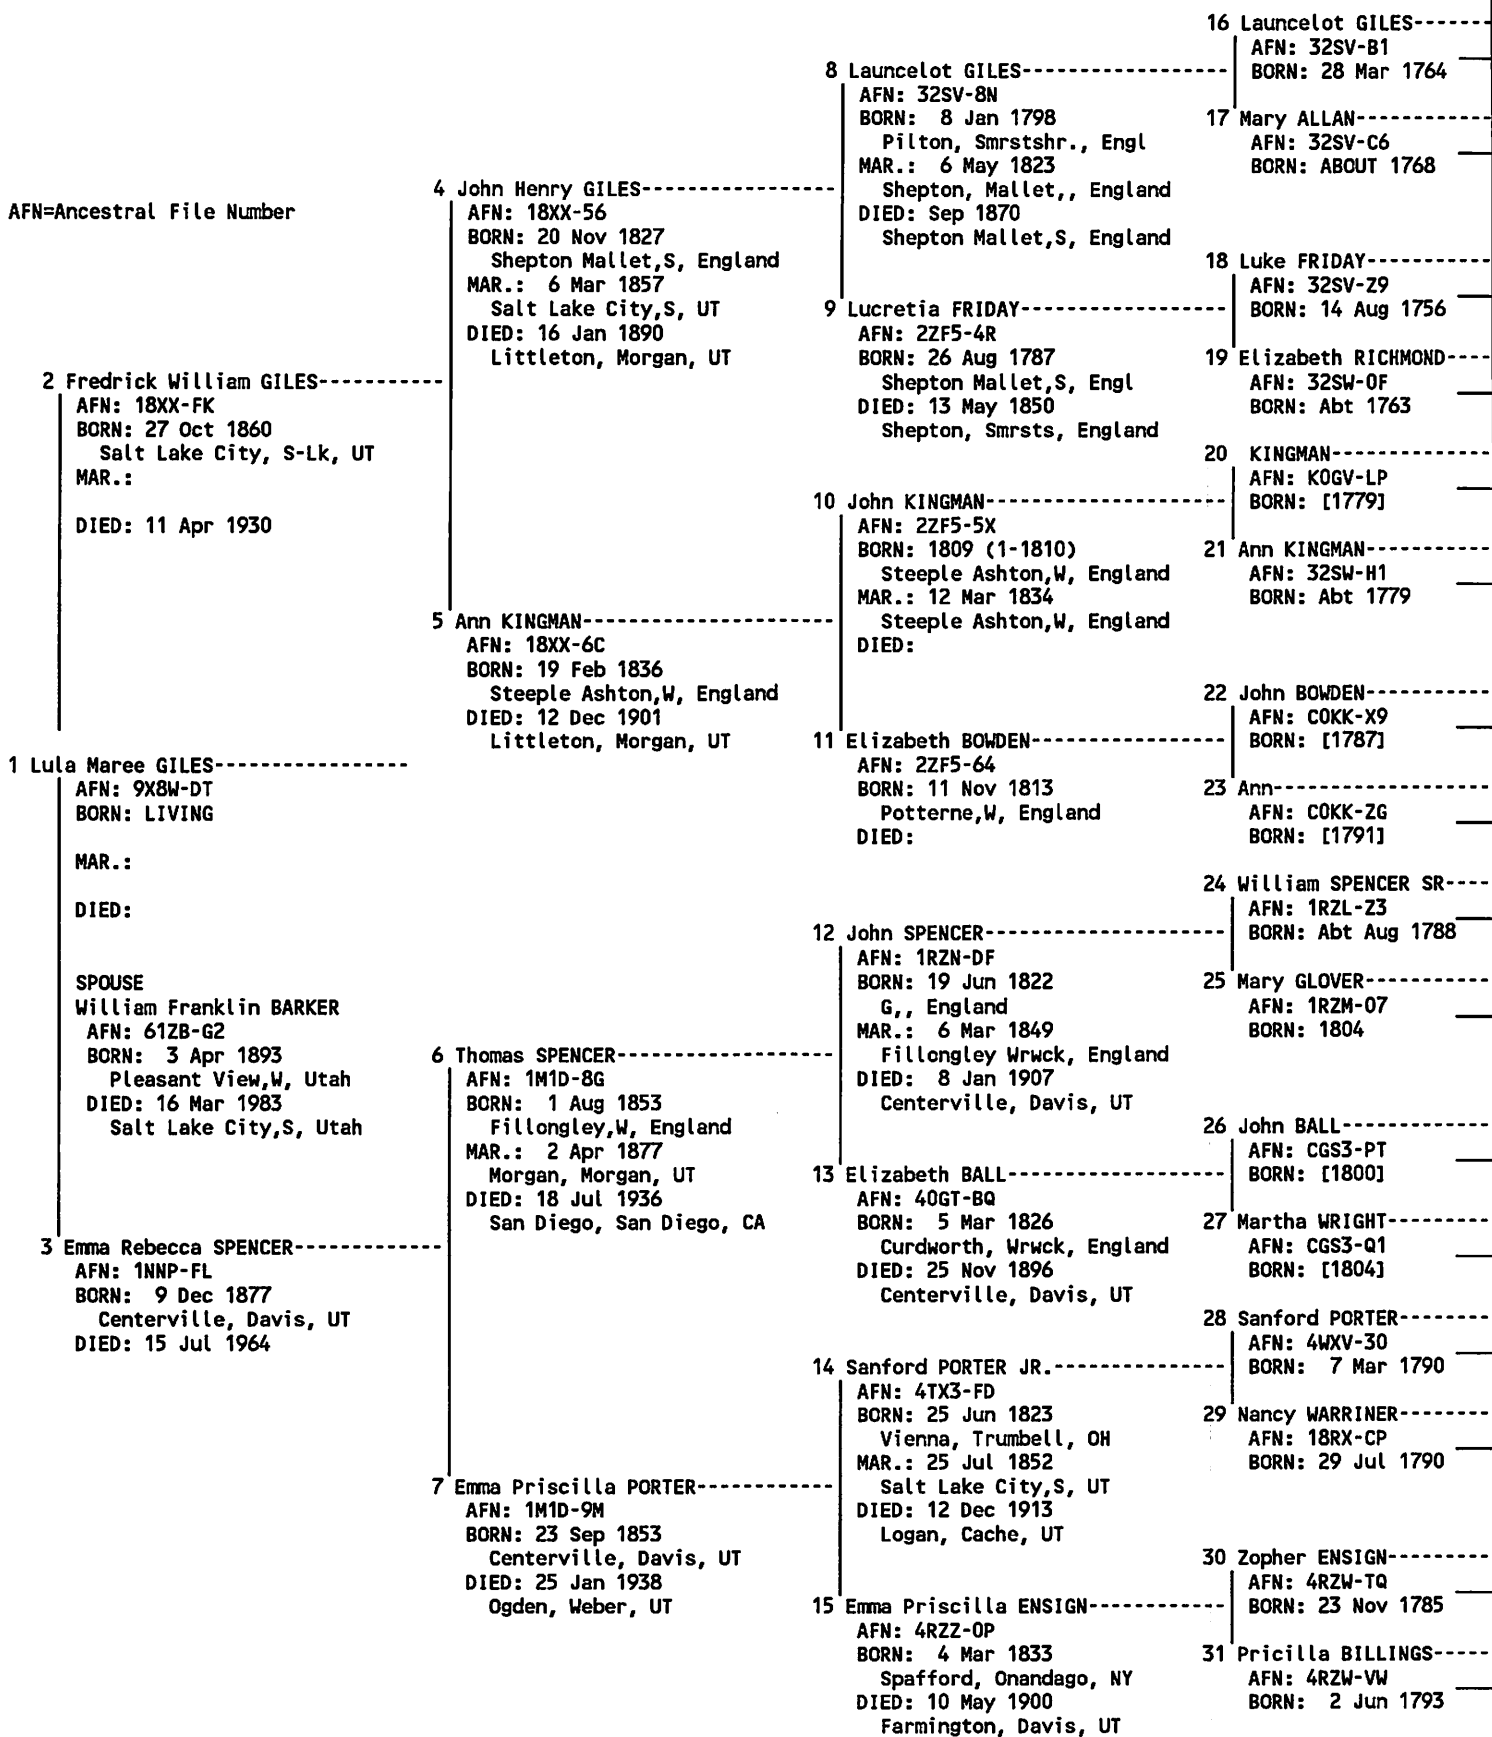 AFN=Ancestral File Number
1 Lula Maree GILES----------------
AFN: 9X8W-DT
BORN: LIVING
MAR.:
DIED:
SPOUSE
William Franklin BARKER
AFN: 61ZB-G2
BORN: 3 Apr 1893
Pleasant View,W, Utah
DIED: 16 Mar 1983
Salt Lake City,S, Utah
2 Fredrick William GILES-----------
AFN: 18XX-FK
BORN: 27 Oct 1860
Salt Lake City, S-Lk, UT
MAR.:
DIED: 11 Apr 1930
3 Emma Rebecca SPENCER-------------
AFN: 1NNP-FL
BORN: 9 Dec 1877
Centerville, Davis, UT
DIED: 15 Jul 1964
4 John Henry GILES----------------
AFN: 18XX-56
BORN: 20 Nov 1827
Shepton Mallet,S, England
MAR.: 6 Mar 1857
Salt Lake City,S, UT
DIED: 16 Jan 1890
Littleton, Morgan, UT
5 Ann KINGMAN-------------------
AFN: 18XX-6C
BORN: 19 Feb 1836
Steeple Ashton,W, England
DIED: 12 Dec 1901
Littleton, Morgan, UT
6 Thomas SPENCER------------------
AFN: 1M1D-8G
BORN: 1 Aug 1853
Fillongley,W, England
MAR.: 2 Apr 1877
Morgan, Morgan, UT
DIED: 18 Jul 1936
San Diego, San Diego, CA
7 Emma Priscilla PORTER-----------
AFN: 1M1D-9M
BORN: 23 Sep 1853
Centerville, Davis, UT
DIED: 25 Jan 1938
Ogden, Weber, UT
8 Launcelot GILES-----------------
AFN: 32SV-8N
BORN: 8 Jan 1798
Pilton, Smrstshr., Engl
MAR.: 6 May 1823
Shepton, Mallet,, England
DIED: Sep 1870
Shepton Mallet,S, England
9 Lucretia FRIDAY-----------------
AFN: 2ZF5-4R
BORN: 26 Aug 1787
Shepton Mallet,S, Engl
DIED: 13 May 1850
Shepton, Smrsts, England
10 John KINGMAN--------------------
AFN: 2ZF5-5X
BORN: 1809 (1-1810)
Steeple Ashton,W, England
MAR.: 12 Mar 1834
Steeple Ashton,W, England
DIED:
11 Elizabeth BOWDEN----------------
AFN: 2ZF5-64
BORN: 11 Nov 1813
Potterne,W, England
DIED:
12 John SPENCER--------------------
AFN: 1RZN-DF
BORN: 19 Jun 1822
G,, England
MAR.: 6 Mar 1849
Fillongley Wrwck, England
DIED: 8 Jan 1907
Centerville, Davis, UT
13 Elizabeth BALL------------------
AFN: 40GT-BQ
BORN: 5 Mar 1826
Curdworth, Wrwck, England
DIED: 25 Nov 1896
Centerville, Davis, UT
14 Sanford PORTER JR.--------------
AFN: 4TX3-FD
BORN: 25 Jun 1823
Vienna, Trumbell, OH
MAR.: 25 Jul 1852
Salt Lake City,S, UT
DIED: 12 Dec 1913
Logan, Cache, UT
15 Emma Priscilla ENSIGN-----------
AFN: 4RZZ-0P
BORN: 4 Mar 1833
Spafford, Onandago, NY
DIED: 10 May 1900
Farmington, Davis, UT
16 Launcelot GILES-------
AFN: 32SV-B1
BORN: 28 Mar 1764
17 Mary ALLAN------------
AFN: 32SV-C6
BORN: ABOUT 1768
18 Luke FRIDAY-----------
AFN: 32SV-Z9
BORN: 14 Aug 1756
19 Elizabeth RICHMOND----
AFN: 32SW-0F
BORN: Abt 1763
20 KINGMAN--------------
AFN: K0GV-LP
BORN: [1779]
21 Ann KINGMAN-----------
AFN: 32SW-H1
BORN: Abt 1779
22 John BOWDEN-----------
AFN: C0KK-X9
BORN: [1787]
23 Ann-------------------
AFN: C0KK-ZG
BORN: [1791]
24 William SPENCER SR----
AFN: 1RZL-Z3
BORN: Abt Aug 1788
25 Mary GLOVER-----------
AFN: 1RZM-07
BORN: 1804
26 John BALL-------------
AFN: CGS3-PT
BORN: [1800]
27 Martha WRIGHT---------
AFN: CGS3-Q1
BORN: [1804]
28 Sanford PORTER--------
AFN: 4WXV-30
BORN: 7 Mar 1790
29 Nancy WARRINER--------
AFN: 18RX-CP
BORN: 29 Jul 1790
30 Zopher ENSIGN---------
AFN: 4RZW-TQ
BORN: 23 Nov 1785
31 Pricilla BILLINGS-----
AFN: 4RZW-VW
BORN: 2 Jun 1793